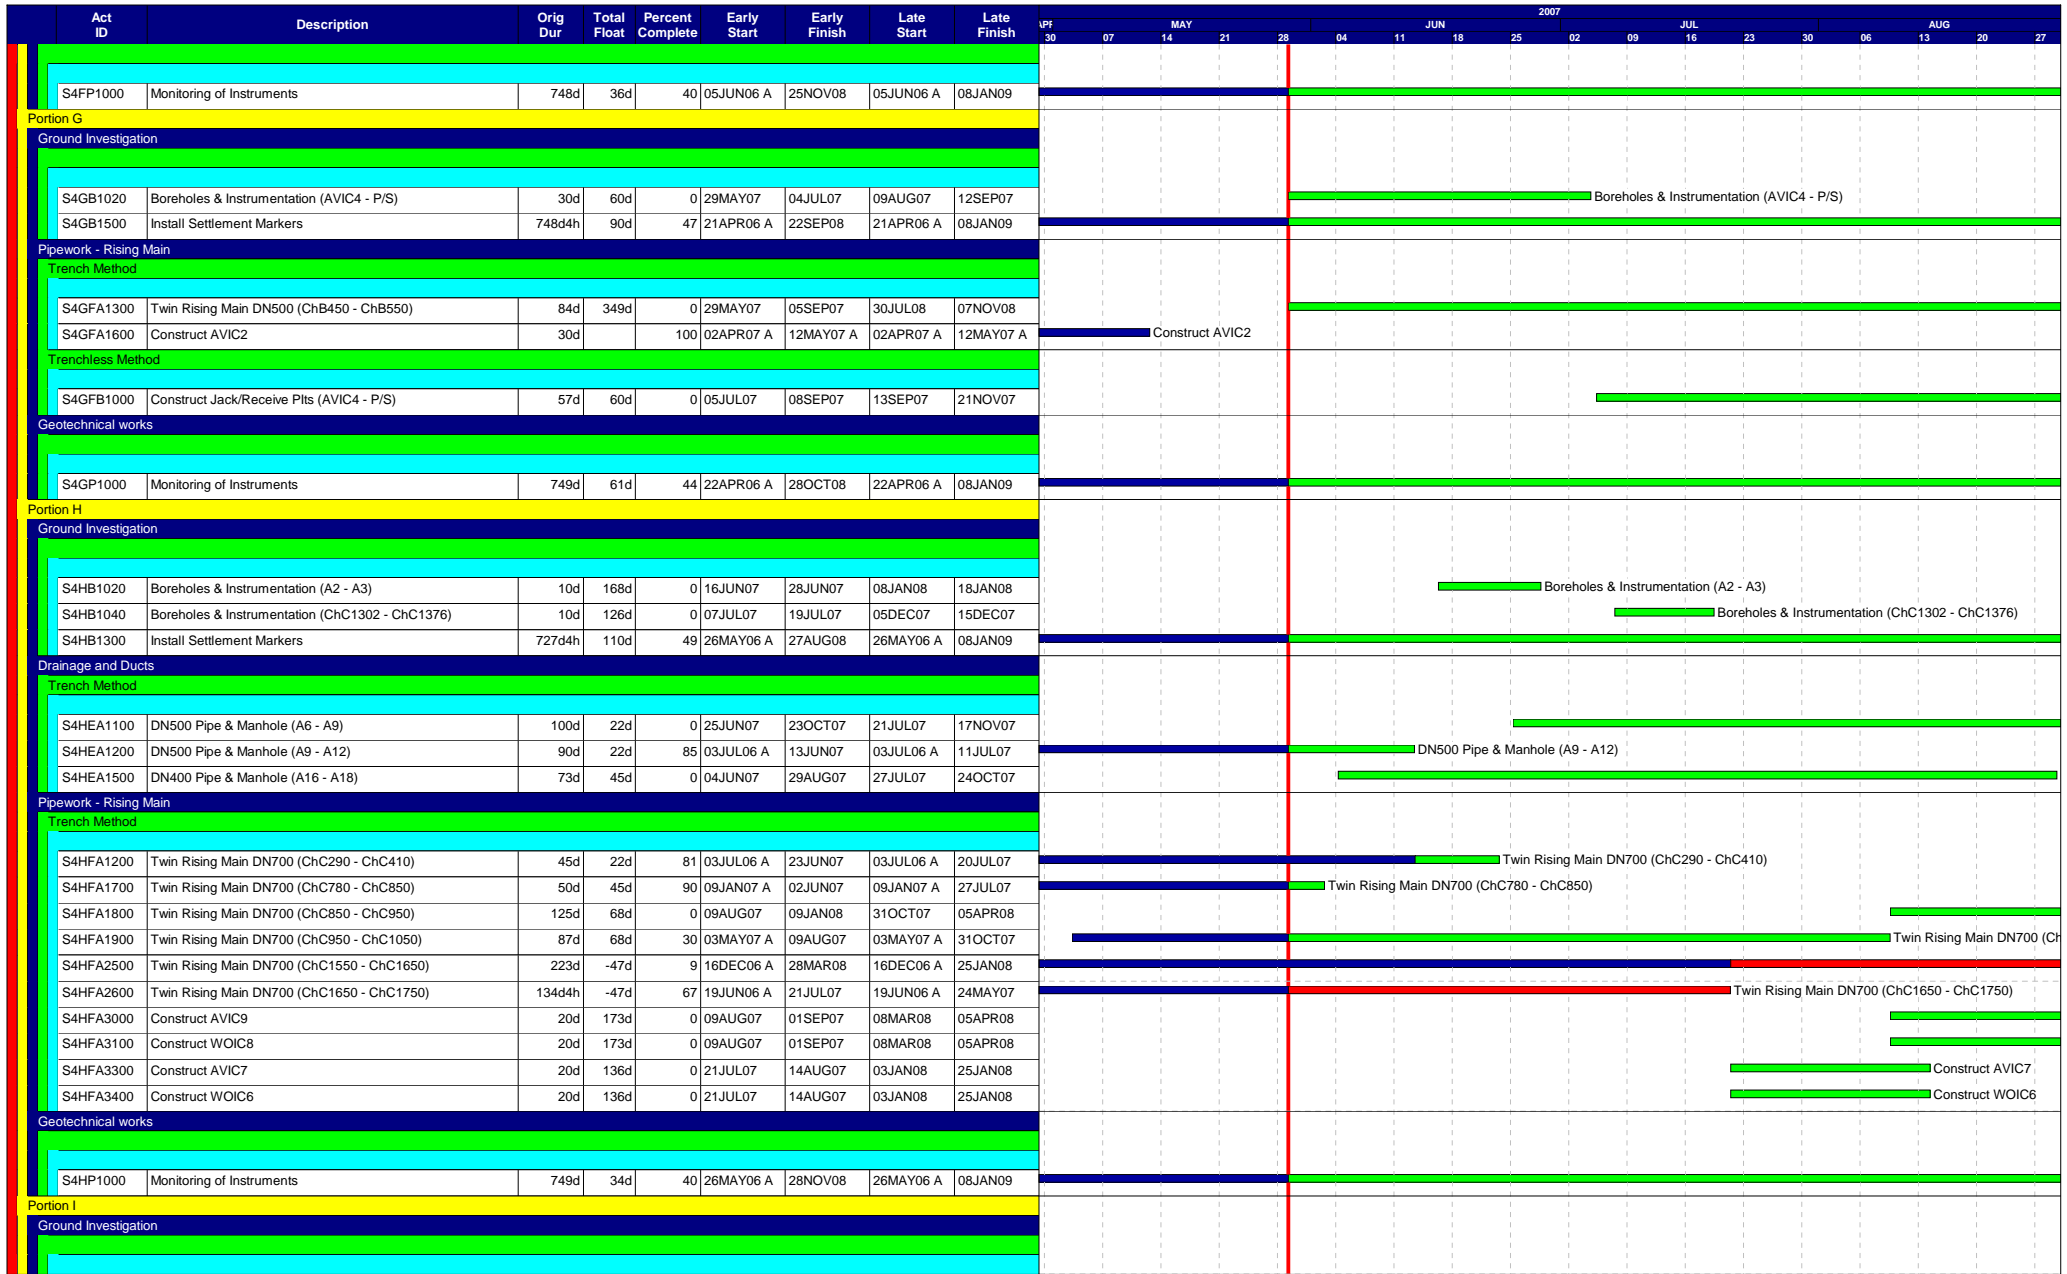 Act ID Description Orig Dur Total Float Percent Complete Early Start Early Finish Late Start Late Finish
2007
APR MAY JUN JUL AUG
30 07 14 21 28 04 11 18 25 02 09 16 23 30 06 13 20 27
S4FP1000 Monitoring of Instruments 748d 36d 40 05JUN06 A 25NOV08 05JUN06 A 08JAN09
Portion G
Ground Investigation
S4GB1020 Boreholes & Instrumentation (AVIC4 - P/S) 30d 60d 0 29MAY07 04JUL07 09AUG07 12SEP07 Boreholes & Instrumentation (AVIC4 - P/S)
S4GB1500 Install Settlement Markers 748d4h 90d 47 21APR06 A 22SEP08 21APR06 A 08JAN09
Pipework - Rising Main
Trench Method
S4GFA1300 Twin Rising Main DN500 (ChB450 - ChB550) 84d 349d 0 29MAY07 05SEP07 30JUL08 07NOV08
S4GFA1600 Construct AVIC2 30d 100 02APR07 A 12MAY07 A 02APR07 A 12MAY07 A Construct AVIC2
Trenchless Method
S4GFB1000 Construct Jack/Receive PIts (AVIC4 - P/S) 57d 60d 0 05JUL07 08SEP07 13SEP07 21NOV07
Geotechnical works
S4GP1000 Monitoring of Instruments 749d 61d 44 22APR06 A 28OCT08 22APR06 A 08JAN09
Portion H
Ground Investigation
S4HB1020 Boreholes & Instrumentation (A2 - A3) 10d 168d 0 16JUN07 28JUN07 08JAN08 18JAN08 Boreholes & Instrumentation (A2 - A3)
S4HB1040 Boreholes & Instrumentation (ChC1302 - ChC1376) 10d 126d 0 07JUL07 19JUL07 05DEC07 15DEC07 Boreholes & Instrumentation (ChC1302 - ChC1376)
S4HB1300 Install Settlement Markers 727d4h 110d 49 26MAY06 A 27AUG08 26MAY06 A 08JAN09
Drainage and Ducts
Trench Method
S4HEA1100 DN500 Pipe & Manhole (A6 - A9) 100d 22d 0 25JUN07 23OCT07 21JUL07 17NOV07
S4HEA1200 DN500 Pipe & Manhole (A9 - A12) 90d 22d 85 03JUL06 A 13JUN07 03JUL06 A 11JUL07 DN500 Pipe & Manhole (A9 - A12)
S4HEA1500 DN400 Pipe & Manhole (A16 - A18) 73d 45d 0 04JUN07 29AUG07 27JUL07 24OCT07
Pipework - Rising Main
Trench Method
S4HFA1200 Twin Rising Main DN700 (ChC290 - ChC410) 45d 22d 81 03JUL06 A 23JUN07 03JUL06 A 20JUL07 Twin Rising Main DN700 (ChC290 - ChC410)
S4HFA1700 Twin Rising Main DN700 (ChC780 - ChC850) 50d 45d 90 09JAN07 A 02JUN07 09JAN07 A 27JUL07 Twin Rising Main DN700 (ChC780 - ChC850)
S4HFA1800 Twin Rising Main DN700 (ChC850 - ChC950) 125d 68d 0 09AUG07 09JAN08 31OCT07 05APR08
S4HFA1900 Twin Rising Main DN700 (ChC950 - ChC1050) 87d 68d 30 03MAY07 A 09AUG07 03MAY07 A 31OCT07 Twin Rising Main DN700 (Ch
S4HFA2500 Twin Rising Main DN700 (ChC1550 - ChC1650) 223d -47d 9 16DEC06 A 28MAR08 16DEC06 A 25JAN08
S4HFA2600 Twin Rising Main DN700 (ChC1650 - ChC1750) 134d4h -47d 67 19JUN06 A 21JUL07 19JUN06 A 24MAY07 Twin Rising Main DN700 (ChC1650 - ChC1750)
S4HFA3000 Construct AVIC9 20d 173d 0 09AUG07 01SEP07 08MAR08 05APR08
S4HFA3100 Construct WOIC8 20d 173d 0 09AUG07 01SEP07 08MAR08 05APR08
S4HFA3300 Construct AVIC7 20d 136d 0 21JUL07 14AUG07 03JAN08 25JAN08 Construct AVIC7
S4HFA3400 Construct WOIC6 20d 136d 0 21JUL07 14AUG07 03JAN08 25JAN08 Construct WOIC6
Geotechnical works
S4HP1000 Monitoring of Instruments 749d 34d 40 26MAY06 A 28NOV08 26MAY06 A 08JAN09
Portion I
Ground Investigation